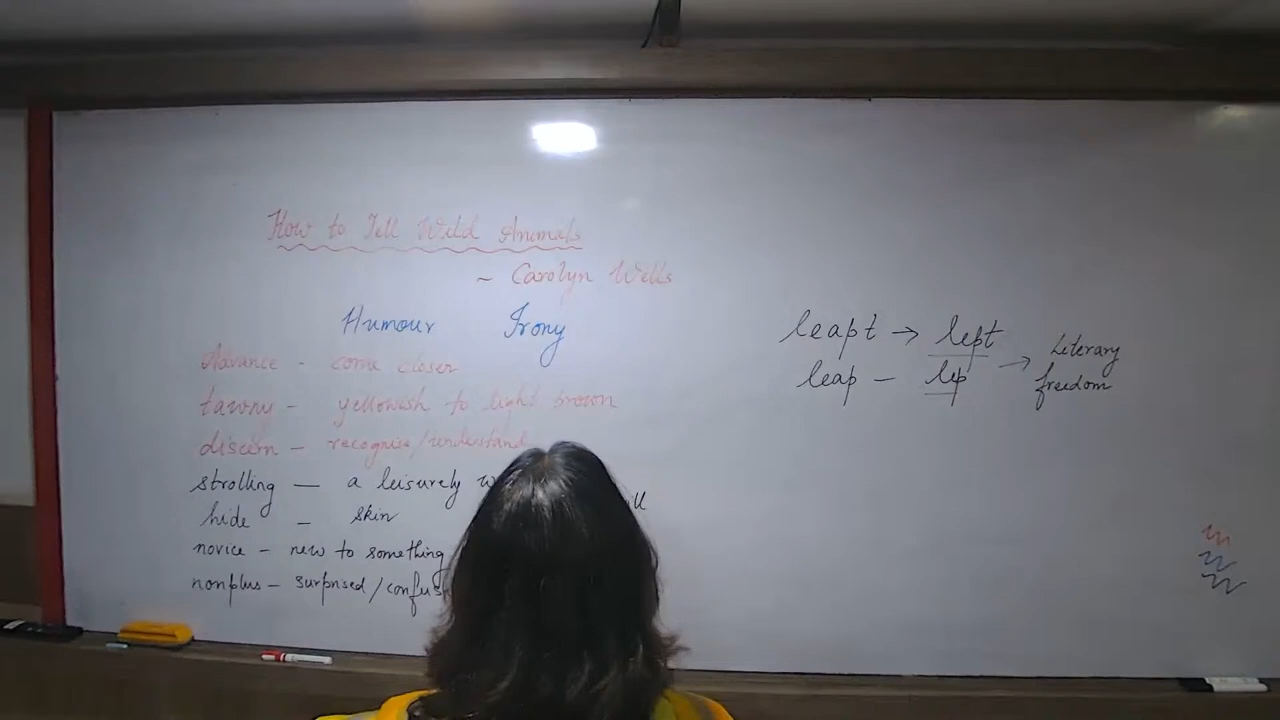 How to Tell Wild Animals
~ Carolyn Wells
Humour Irony
Advance - come closer
tawny - yellowish to light brown
discern - recognise/understand
strolling — a leisurely
hide - skin
novice - new to something
nonplus - surprised/confus
leapt → lept
leap — lep → Literary freedom